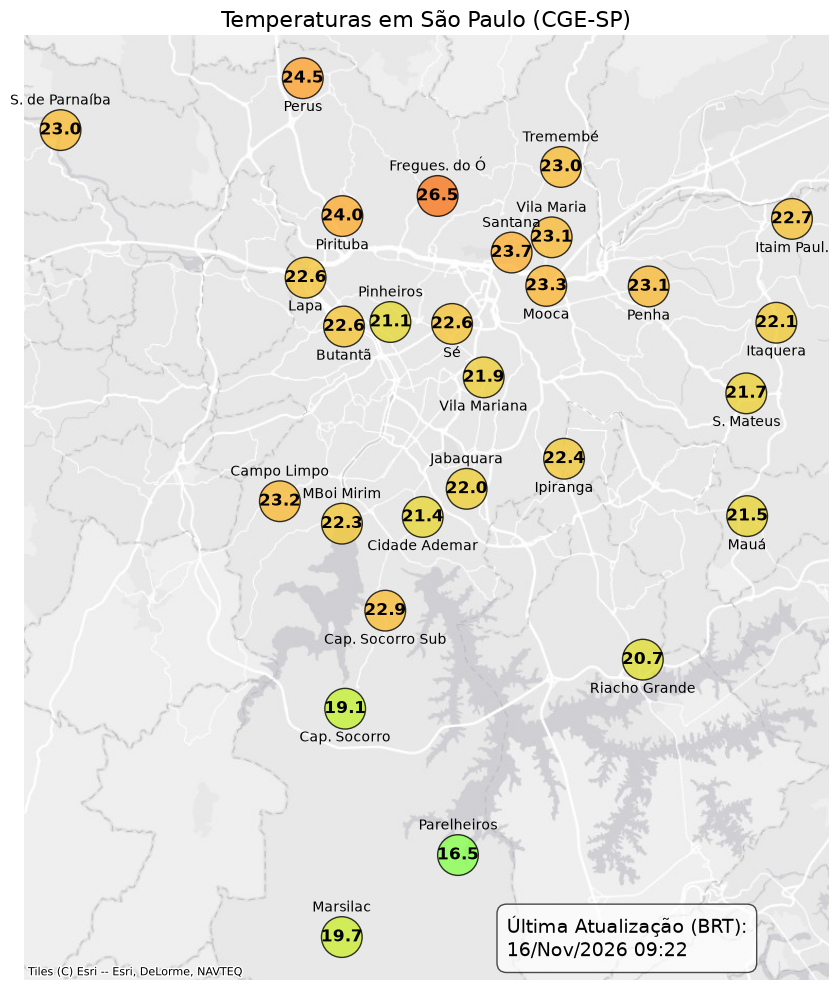 Temperaturas em São Paulo (CGE-SP)
24.5
Perus
S. de Parnaíba
23.0
Tremembé
23.0
Fregues. do Ó
26.5
24.0
Pirituba
Vila Maria
23.1
Santana
23.7
22.7
Itaim Paul.
22.6
Lapa
23.3
Mooca
23.1
Penha
Pinheiros
21.1
22.6
Butantã
22.6
Sé
22.1
Itaquera
21.9
Vila Mariana
21.7
S. Mateus
Jabaquara
22.0
22.4
Ipiranga
Campo Limpo
23.2
MBoi Mirim
22.3
21.4
Cidade Ademar
21.5
Mauá
22.9
Cap. Socorro Sub
20.7
Riacho Grande
19.1
Cap. Socorro
Parelheiros
16.5
Marsilac
19.7
Última Atualização (BRT):
16/Nov/2026 09:22
Tiles (C) Esri -- Esri, DeLorme, NAVTEQ